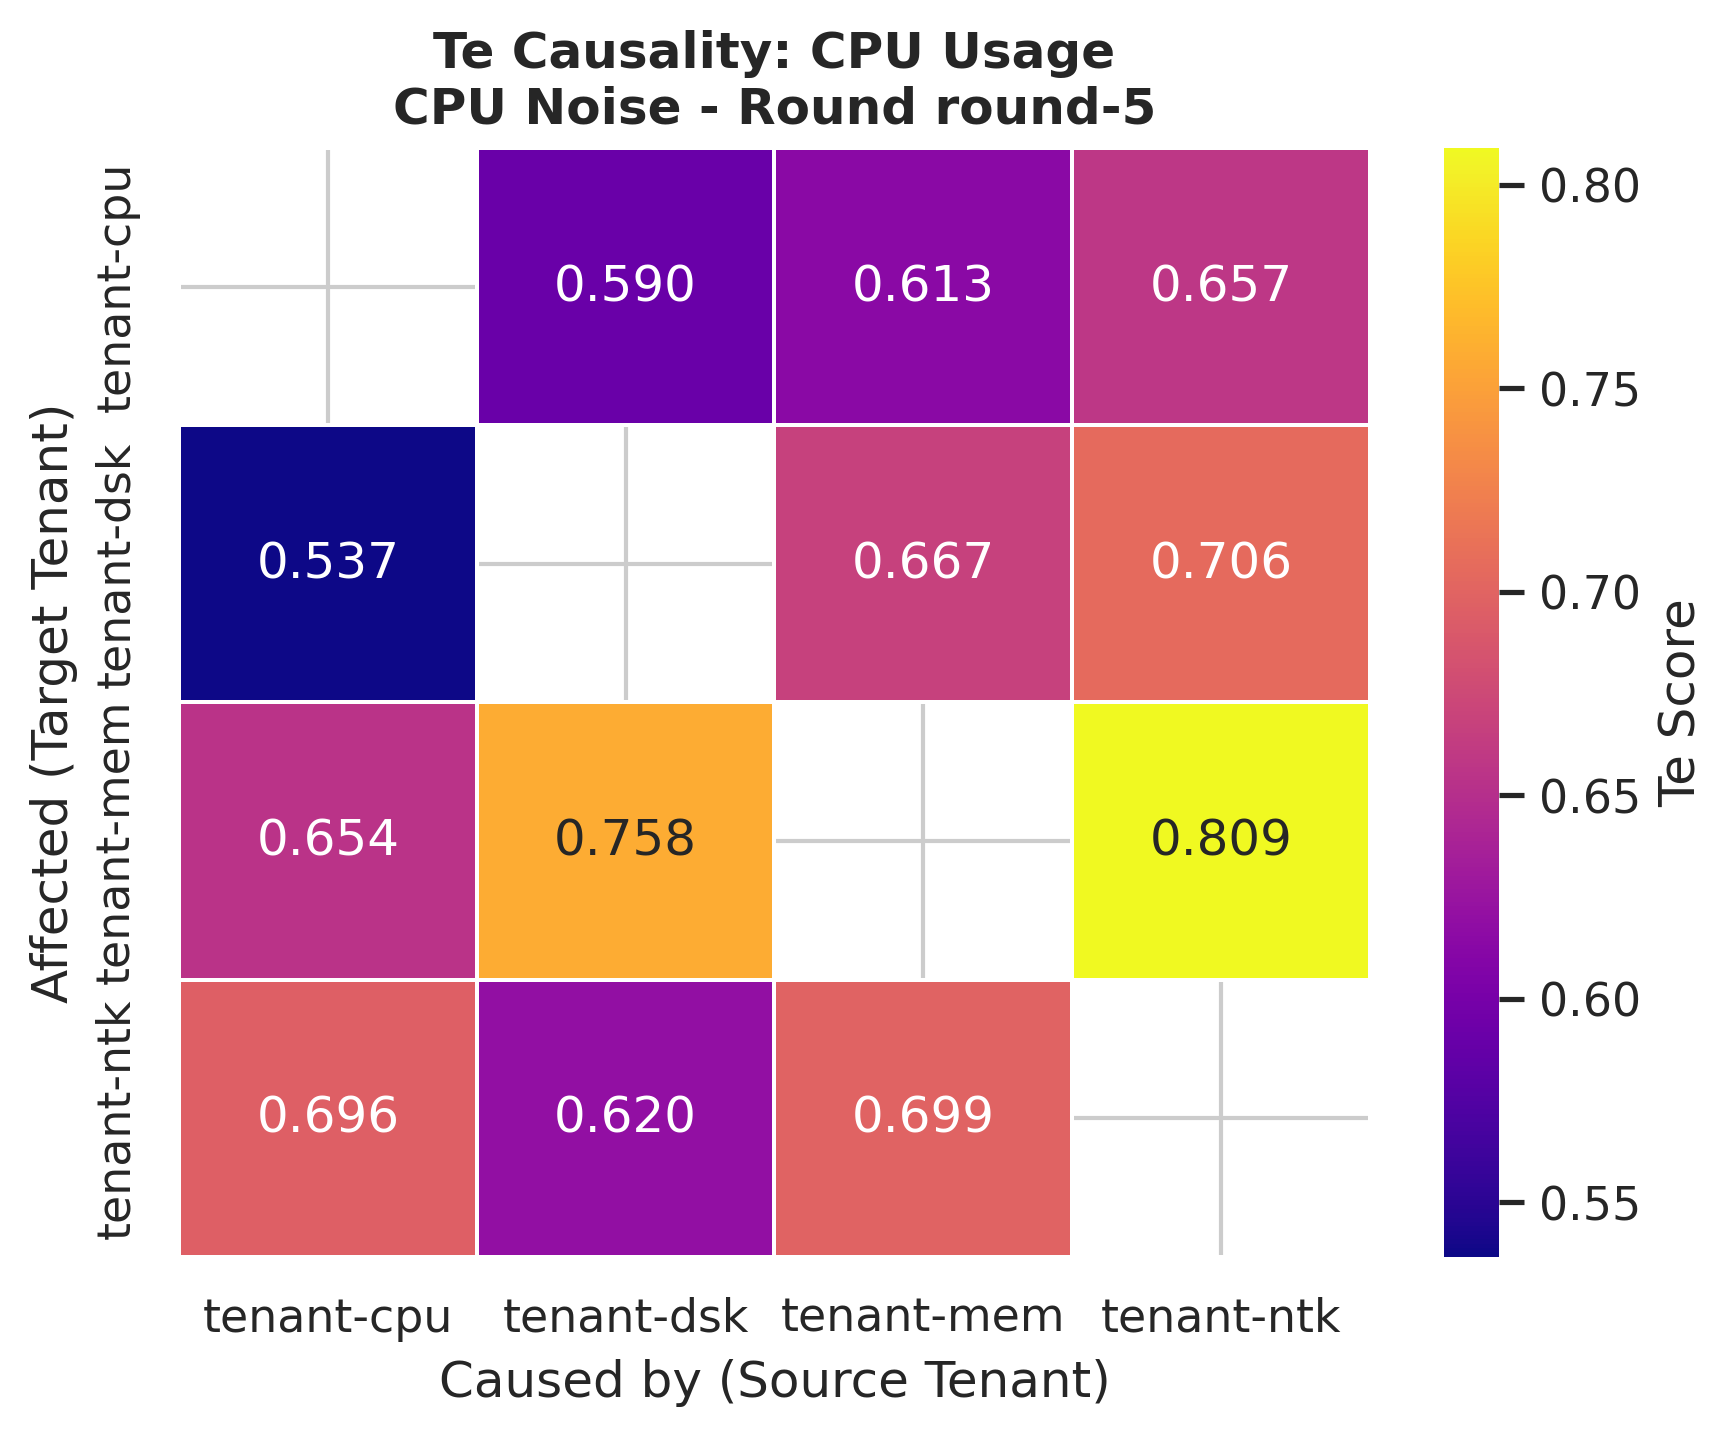 Te Causality: CPU Usage
CPU Noise - Round round-5
tenant-cpu
0.590
0.613
0.657
tenant-dsk
0.537
0.667
0.706
tenant-mem
0.654
0.758
0.809
tenant-ntk
0.696
0.620
0.699
Affected (Target Tenant)
tenant-cpu
tenant-dsk
tenant-mem
tenant-ntk
Caused by (Source Tenant)
0.80
0.75
0.70
0.65
0.60
0.55
Te Score